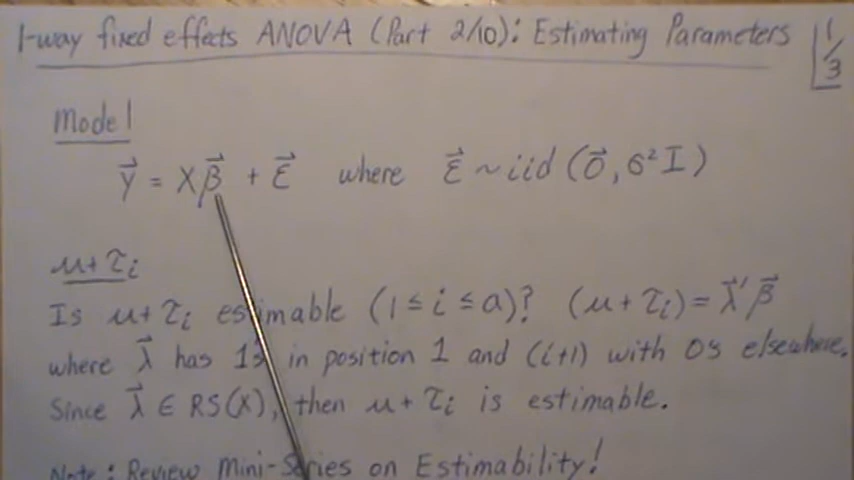 1-way fixed effects ANOVA (Part 2/10): Estimating Parameters 1/3
Model
Y⃗ = Xβ⃗ + ε⃗ where ε⃗ ~ iid (0⃗, σ²I)
μ+τi
Is μ+τi estimable (1 ≤ i ≤ a)? (μ+τi) = λ⃗'β⃗
where λ⃗ has 1s in position 1 and (i+1) with 0s elsewhere.
Since λ⃗ ∈ RS(X), then μ+τi is estimable.
Note: Review Mini-Series on Estimability!